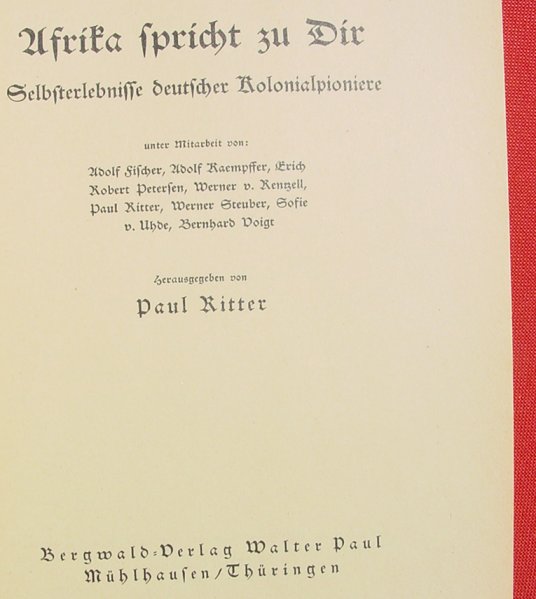 Afrika spricht zu Dir
Selbsterlebnisse deutscher Kolonialpioniere
unter Mitarbeit von:
Adolf Fischer, Adolf Kaempffer, Erich
Robert Petersen, Werner v. Rentzell,
Paul Ritter, Werner Steuber, Sofie
v. Uhde, Bernhard Voigt
Herausgegeben von
Paul Ritter
Bergwald-Verlag Walter Paul
Mühlhausen/Thüringen